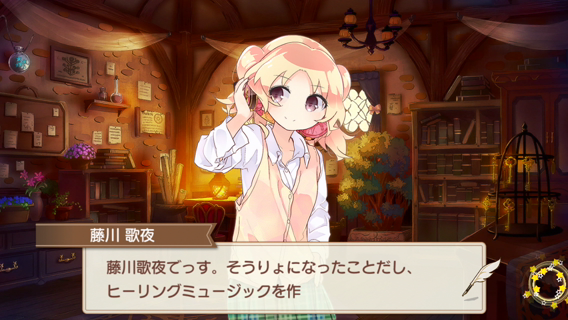 藤川 歌夜
藤川歌夜でっす。そうりょになったことだし、
ヒーリングミュージックを作